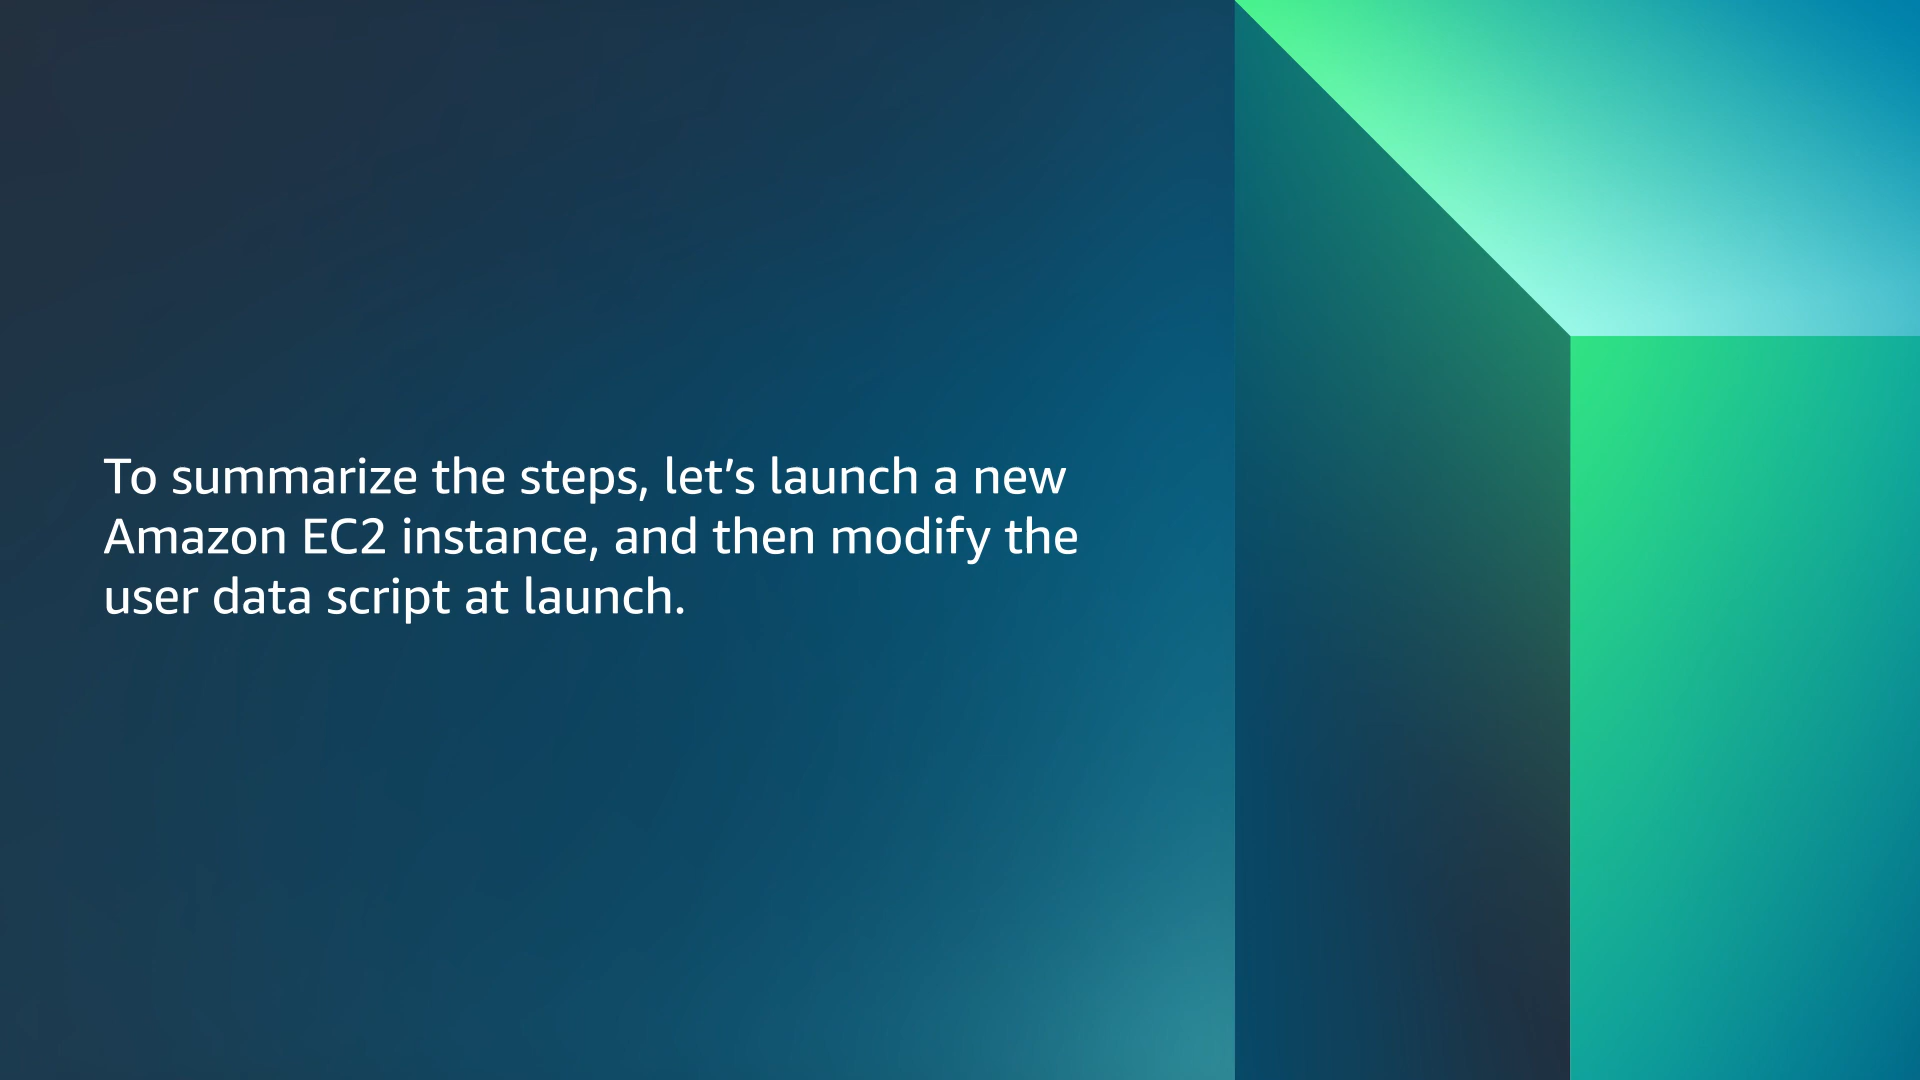 To summarize the steps, let’s launch a new
Amazon EC2 instance, and then modify the
user data script at launch.